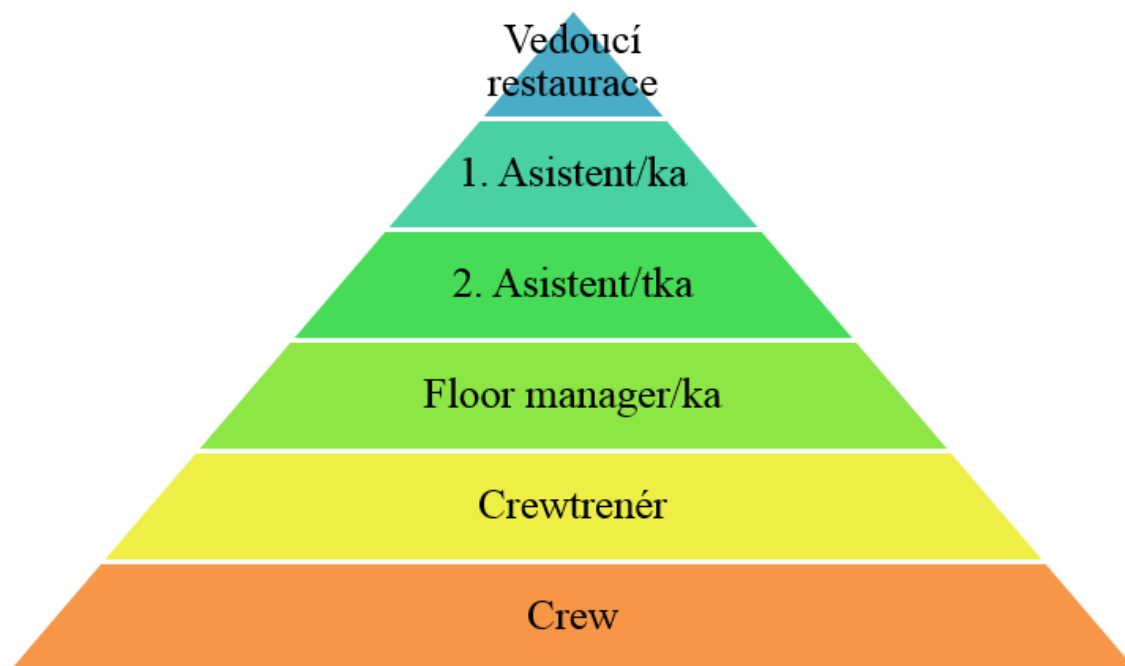 Vedoucí
restaurace
1. Asistent/ka
2. Asistent/tka
Floor manager/ka
Crewtrenér
Crew